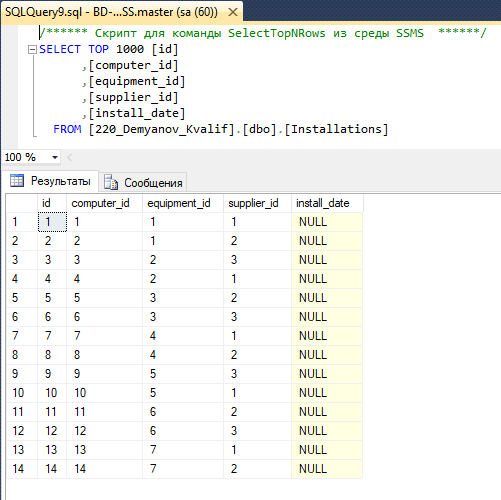 SQLQuery9.sql - BD-...SS.master (sa (60))
/****** Скрипт для команды SelectTopNRows из среды SSMS  ******/
SELECT TOP 1000 [id]
,[computer_id]
,[equipment_id]
,[supplier_id]
,[install_date]
FROM [220_Demyanov_Kvalif].[dbo].[Installations]
100 %
Результаты Сообщения
id computer_id equipment_id supplier_id install_date
1 1 1 1 1 NULL
2 2 2 1 2 NULL
3 3 3 2 3 NULL
4 4 4 2 1 NULL
5 5 5 3 2 NULL
6 6 6 3 3 NULL
7 7 7 4 1 NULL
8 8 8 4 2 NULL
9 9 9 5 3 NULL
10 10 10 5 1 NULL
11 11 11 6 2 NULL
12 12 12 6 3 NULL
13 13 13 7 1 NULL
14 14 14 7 2 NULL